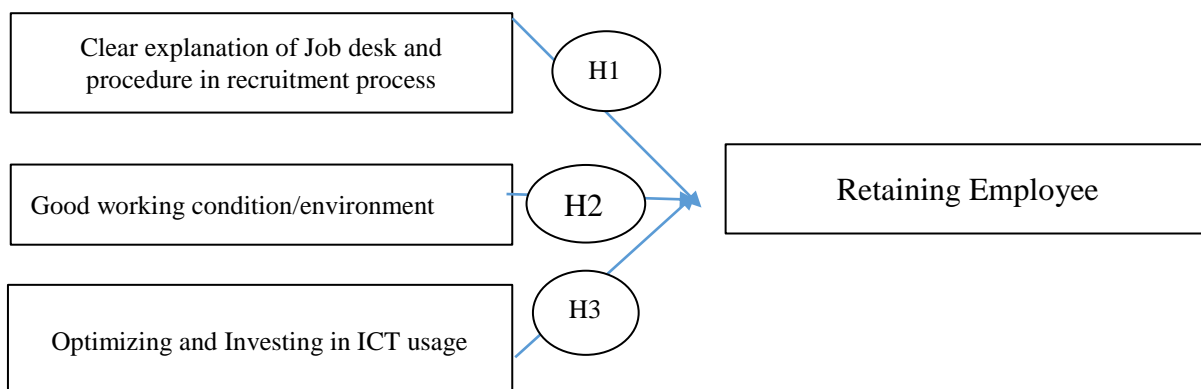 Clear explanation of Job desk and
procedure in recruitment process
H1
Good working condition/environment
H2
Retaining Employee
Optimizing and Investing in ICT usage
H3